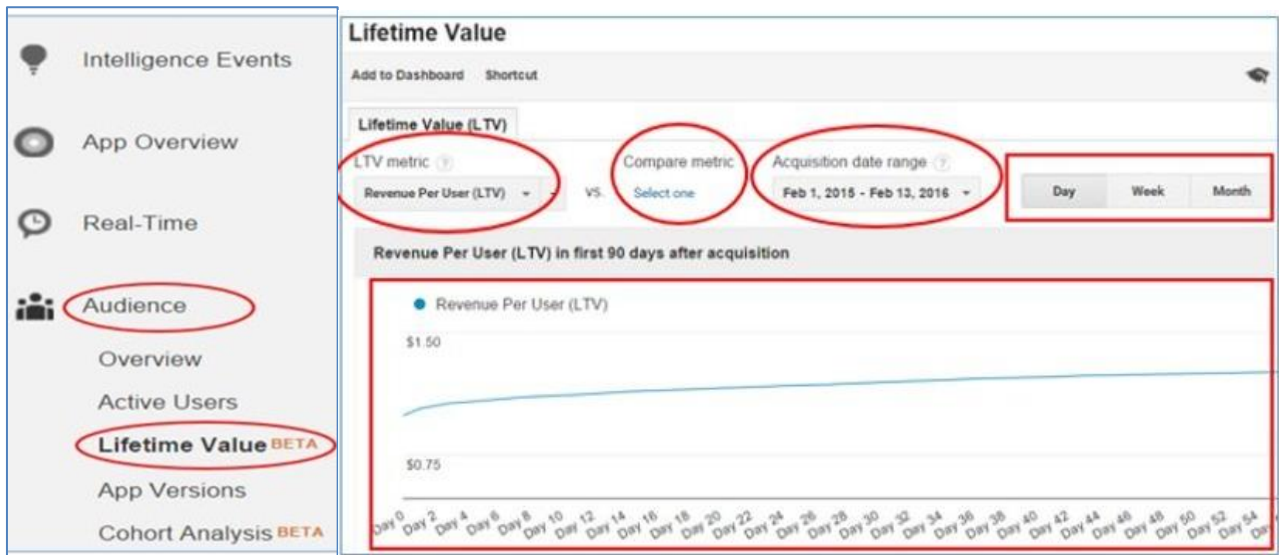 Intelligence Events
App Overview
Real-Time
Audience
Overview
Active Users
Lifetime Value BETA
App Versions
Cohort Analysis BETA
Lifetime Value
Add to Dashboard Shortcut
Lifetime Value (LTV)
LTV metric ? Compare metric Acquisition date range ?
Revenue Per User (LTV) VS. Select one Feb 1, 2015 - Feb 13, 2016 Day Week Month
Revenue Per User (LTV) in first 90 days after acquisition
Revenue Per User (LTV)
$1.50
$0.75
Day 0 Day 2 Day 4 Day 6 Day 8 Day 10 Day 12 Day 14 Day 16 Day 18 Day 20 Day 22 Day 24 Day 26 Day 28 Day 30 Day 32 Day 34 Day 36 Day 38 Day 40 Day 42 Day 44 Day 46 Day 48 Day 50 Day 52 Day 54